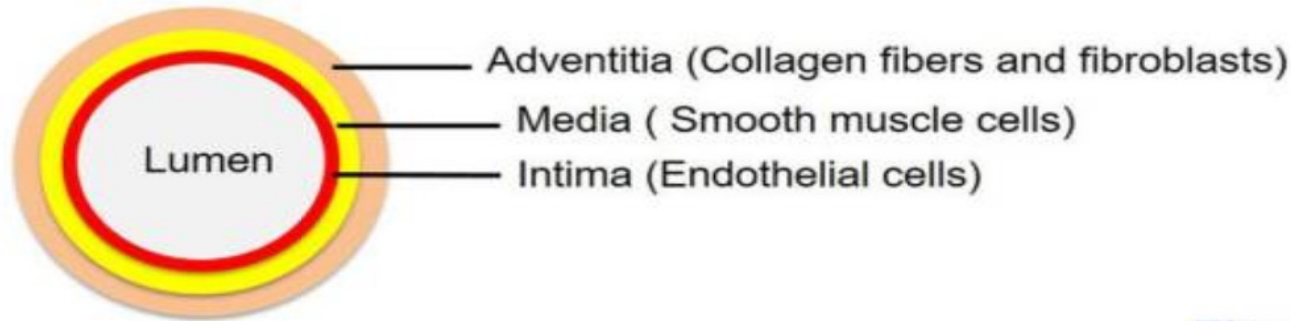 Adventitia (Collagen fibers and fibroblasts)
Media ( Smooth muscle cells)
Lumen
Intima (Endothelial cells)